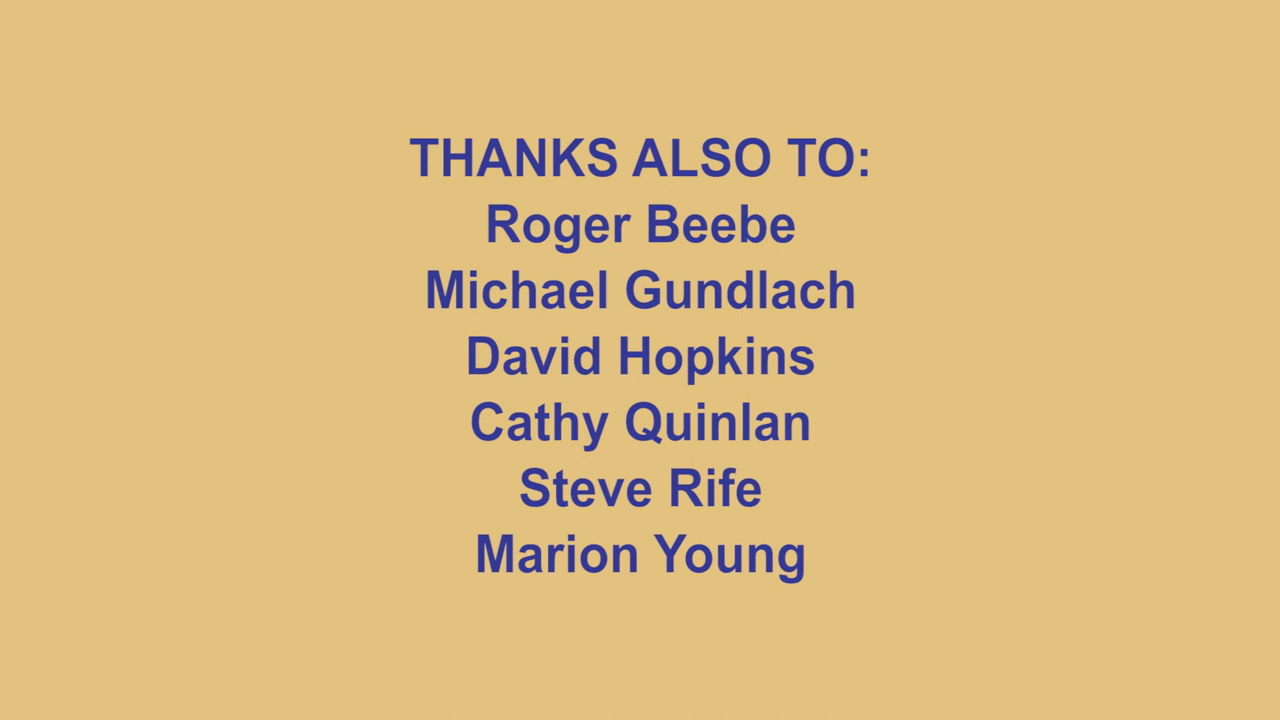 THANKS ALSO TO:
Roger Beebe
Michael Gundlach
David Hopkins
Cathy Quinlan
Steve Rife
Marion Young